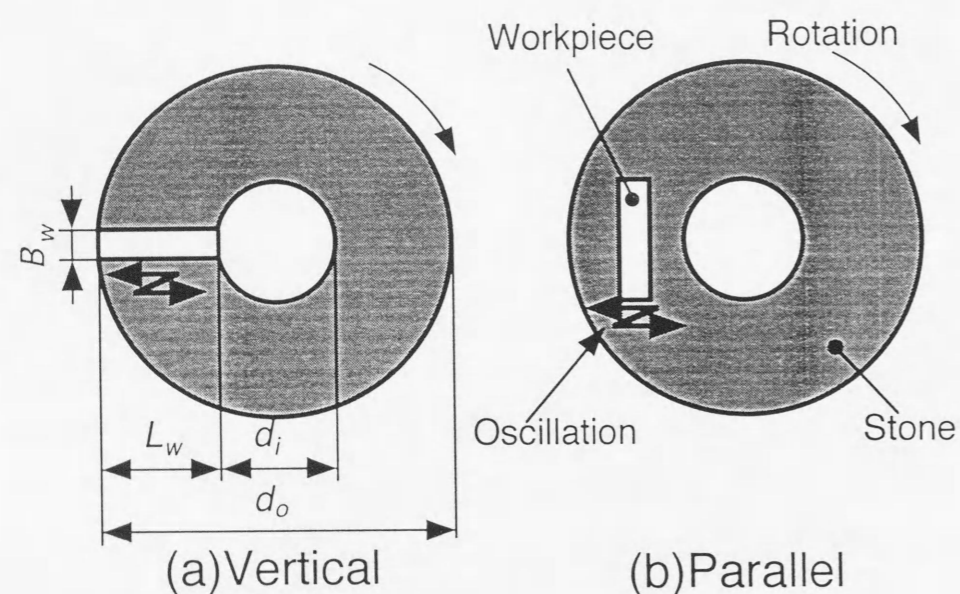 Workpiece
Rotation
B_w
L_w
d_i
d_o
Oscillation
Stone
(a)Vertical
(b)Parallel